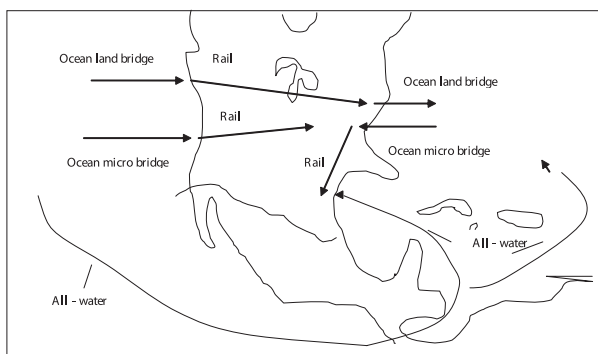 Ocean land bridge
Rail
Ocean land bridge
Rail
Ocean micro bridge
Ocean micro bridge
Rail
All - water
All - water